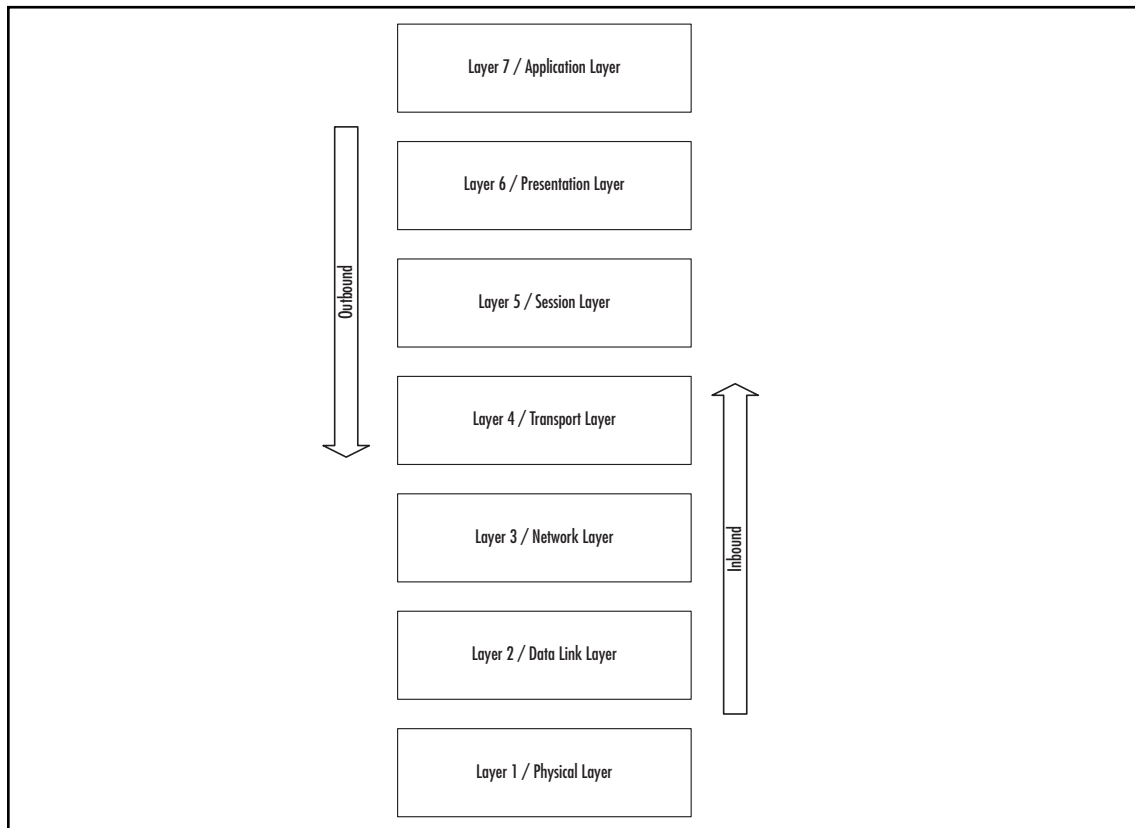 Layer 7 / Application Layer
Layer 6 / Presentation Layer
Outbound
Layer 5 / Session Layer
Layer 4 / Transport Layer
Layer 3 / Network Layer
Inbound
Layer 2 / Data Link Layer
Layer 1 / Physical Layer